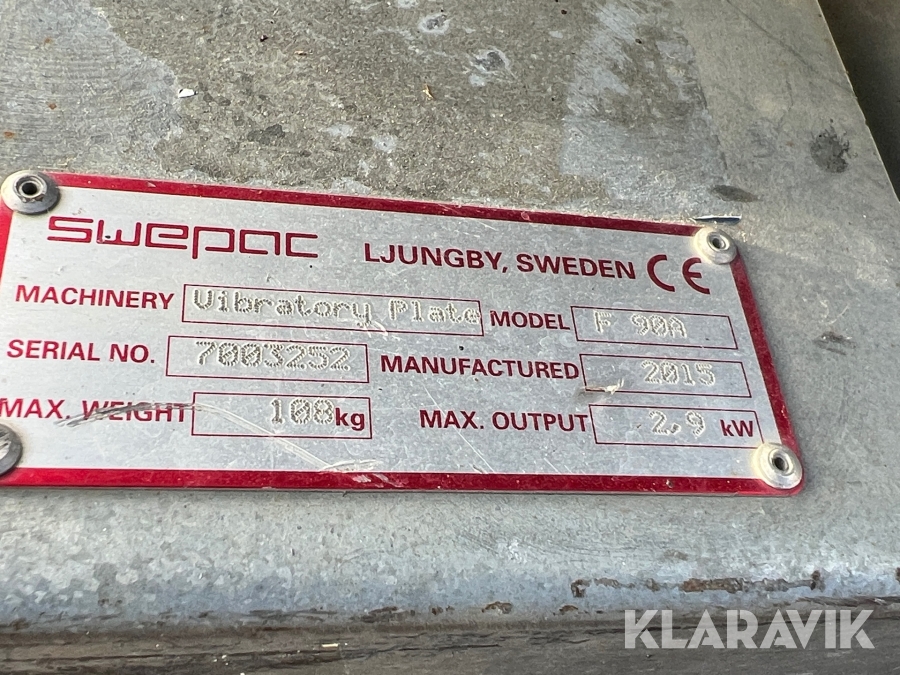 swepac LJUNGBY, SWEDEN CE
MACHINERY Vibratory Plate MODEL F 90A
SERIAL NO. 7003252 MANUFACTURED 2015
MAX. WEIGHT 108 kg MAX. OUTPUT 2,9 kW
KLARAVIK